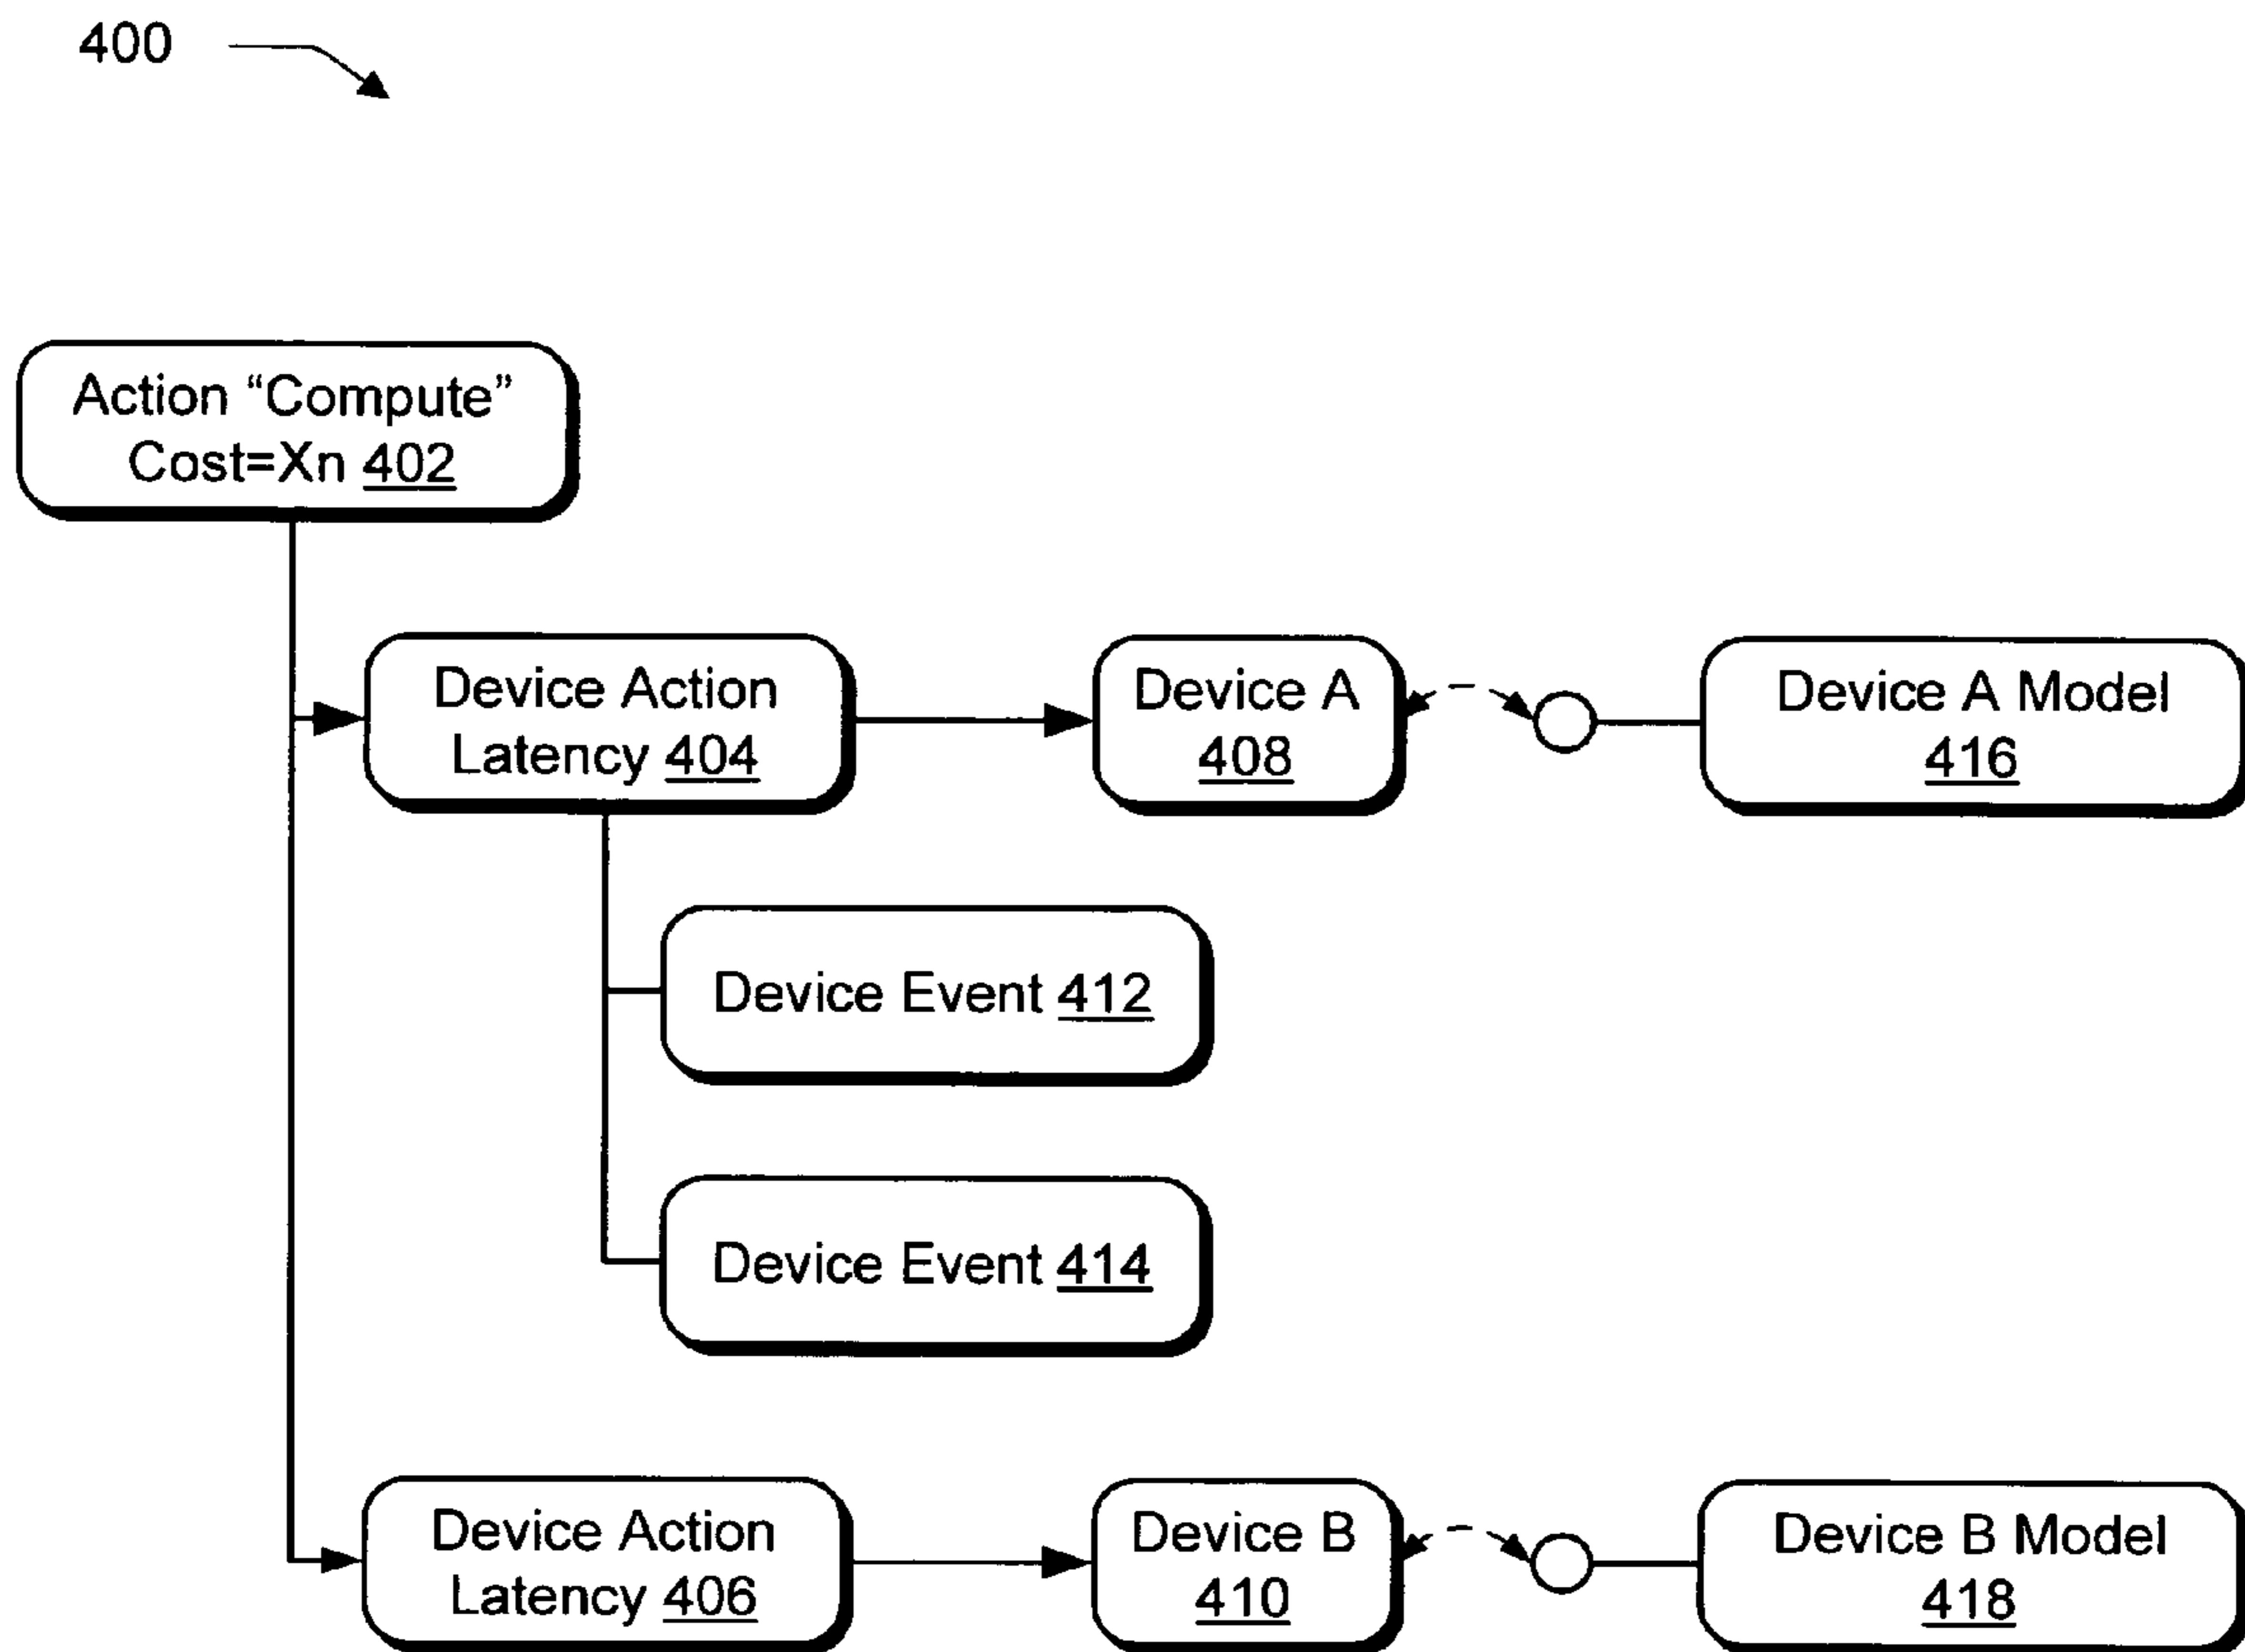 400
Action “Compute”
Cost=Xn 402
Device Action
Latency 404
Device A
408
Device A Model
416
Device Event 412
Device Event 414
Device Action
Latency 406
Device B
410
Device B Model
418